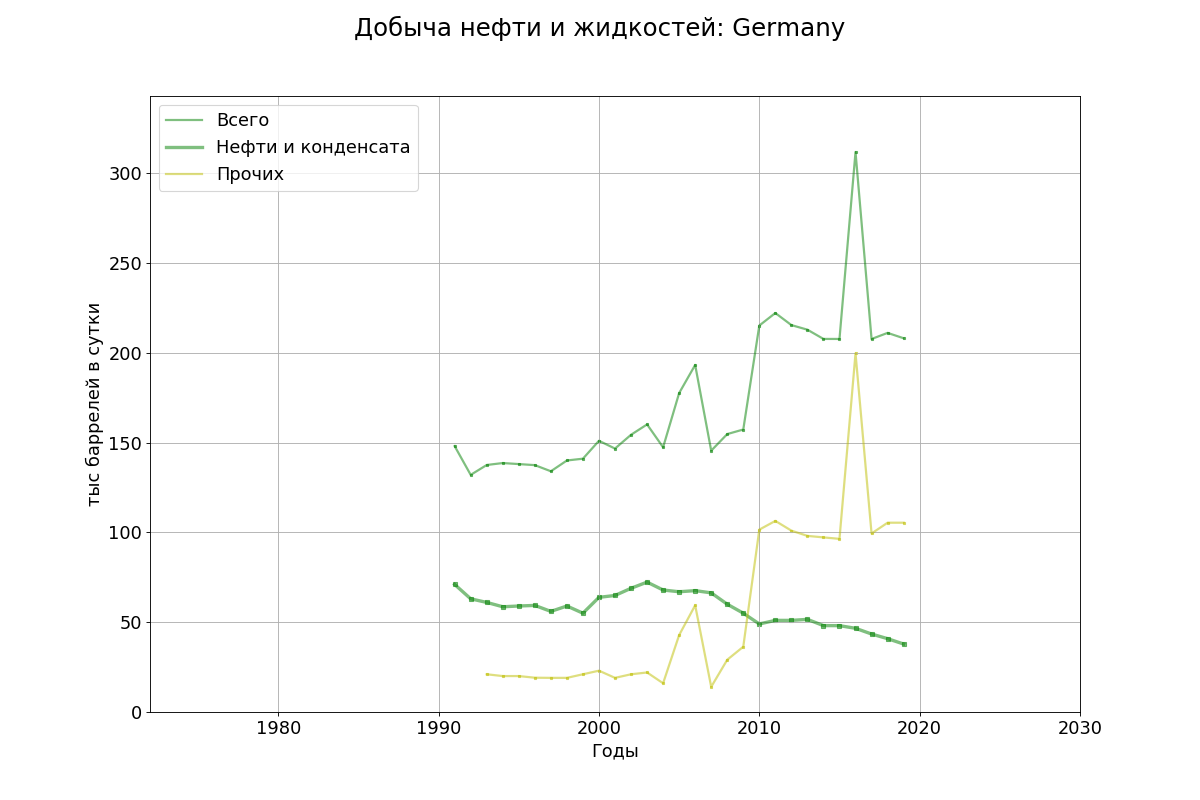 Добыча нефти и жидкостей: Germany
Всего
Нефти и конденсата
Прочих
тыс баррелей в сутки
300
250
200
150
100
50
0
1980
1990
2000
2010
2020
2030
Годы